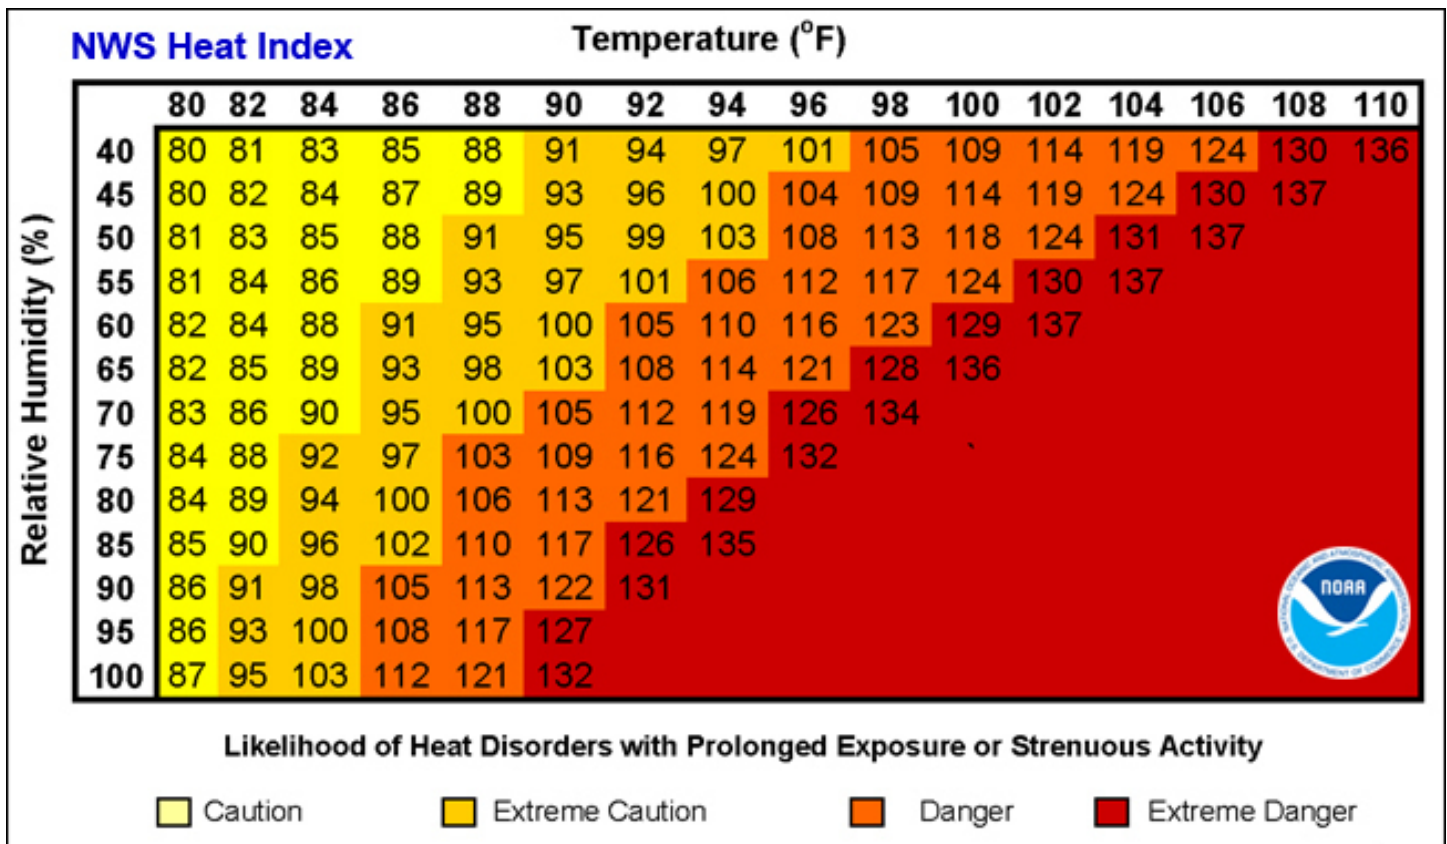 NWS Heat Index
Temperature (°F)
80 82 84 86 88 90 92 94 96 98 100 102 104 106 108 110
Relative Humidity (%)
40 80 81 83 85 88 91 94 97 101 105 109 114 119 124 130 136
45 80 82 84 87 89 93 96 100 104 109 114 119 124 130 137
50 81 83 85 88 91 95 99 103 108 113 118 124 131 137
55 81 84 86 89 93 97 101 106 112 117 124 130 137
60 82 84 88 91 95 100 105 110 116 123 129 137
65 82 85 89 93 98 103 108 114 121 128 136
70 83 86 90 95 100 105 112 119 126 134
75 84 88 92 97 103 109 116 124 132
80 84 89 94 100 106 113 121 129
85 85 90 96 102 110 117 126 135
90 86 91 98 105 113 122 131
95 86 93 100 108 117 127
100 87 95 103 112 121 132
NATIONAL OCEANIC AND ATMOSPHERIC ADMINISTRATION
NOAA
U.S. DEPARTMENT OF COMMERCE
Likelihood of Heat Disorders with Prolonged Exposure or Strenuous Activity
Caution
Extreme Caution
Danger
Extreme Danger